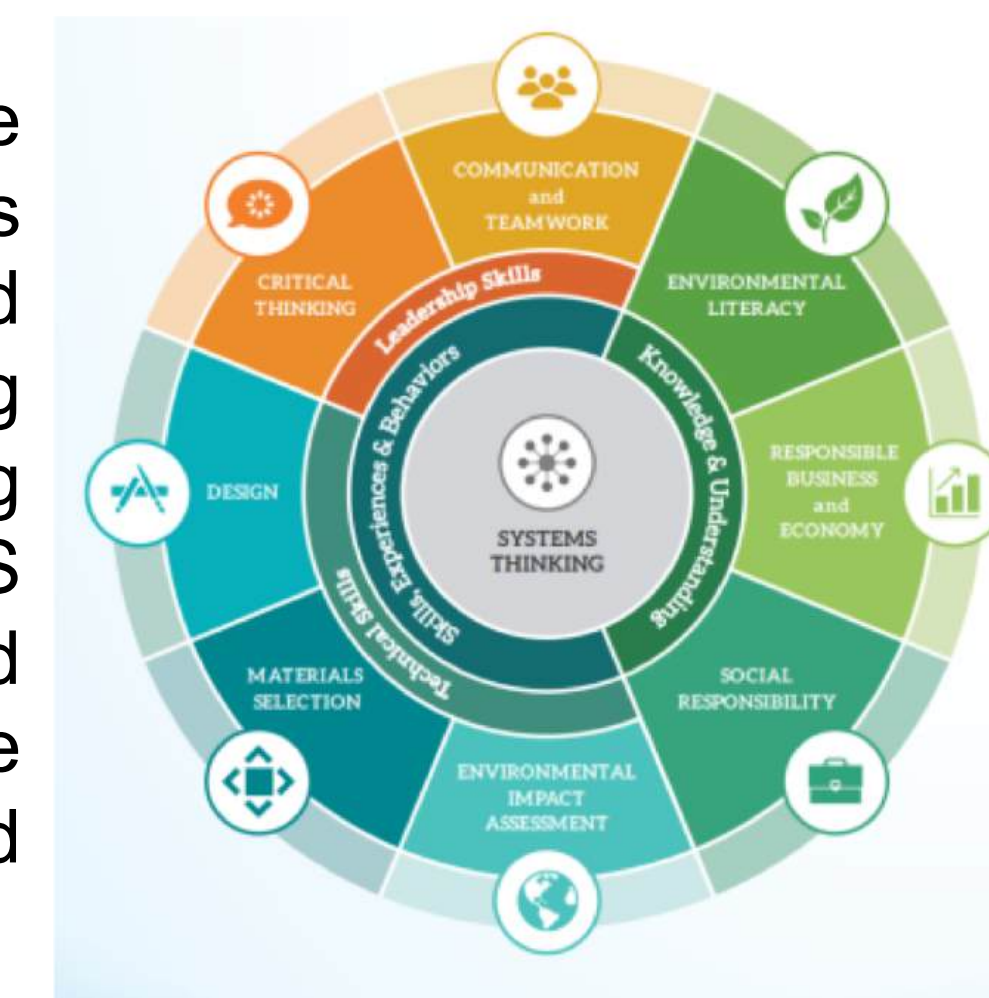 e
s
d
g
g
S
d
e
d
COMMUNICATION
and
TEAMWORK
ENVIRONMENTAL
LITERACY
RESPONSIBLE
BUSINESS
and
ECONOMY
SOCIAL
RESPONSIBILITY
ENVIRONMENTAL
IMPACT
ASSESSMENT
MATERIALS
SELECTION
DESIGN
CRITICAL
THINKING
Leadership Skills
Technical Skills
Skills, Experiences & Behaviors
Knowledge & Understanding
SYSTEMS
THINKING